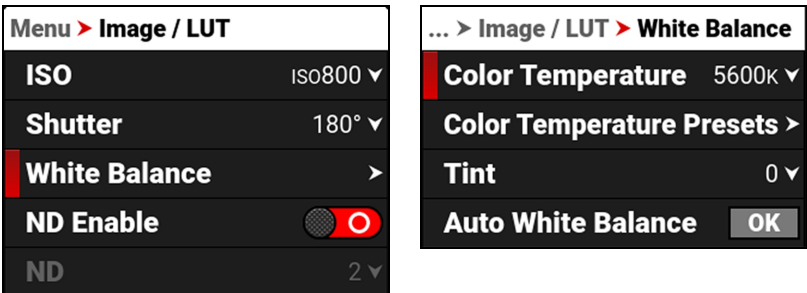 Menu > Image / LUT
ISO ISO800
Shutter 180°
White Balance >
ND Enable
ND 2
... > Image / LUT > White Balance
Color Temperature 5600K
Color Temperature Presets >
Tint 0
Auto White Balance OK